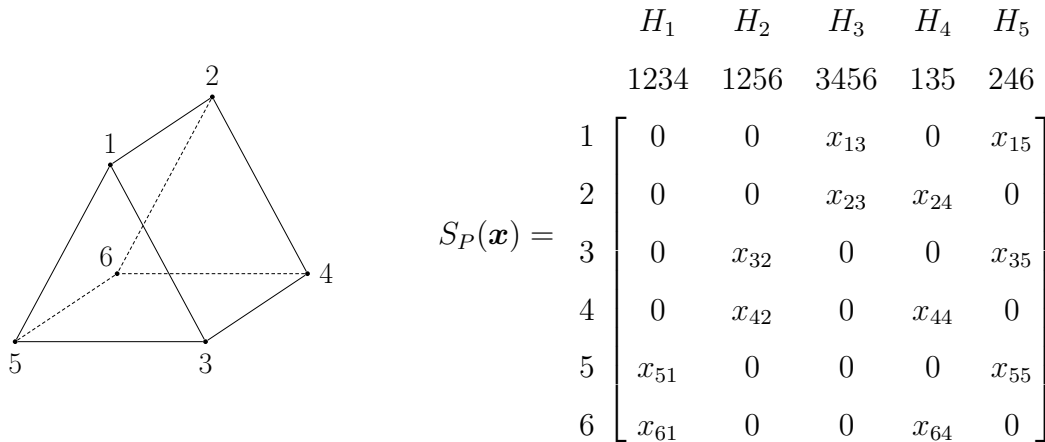 2
1
6
4
5
3
H₁ H₂ H₃ H₄ H₅
1234 1256 3456 135 246
S_P(𝒙) =
1 0 0 x₁₃ 0 x₁₅
2 0 0 x₂₃ x₂₄ 0
3 0 x₃₂ 0 0 x₃₅
4 0 x₄₂ 0 x₄₄ 0
5 x₅₁ 0 0 0 x₅₅
6 x₆₁ 0 0 x₆₄ 0